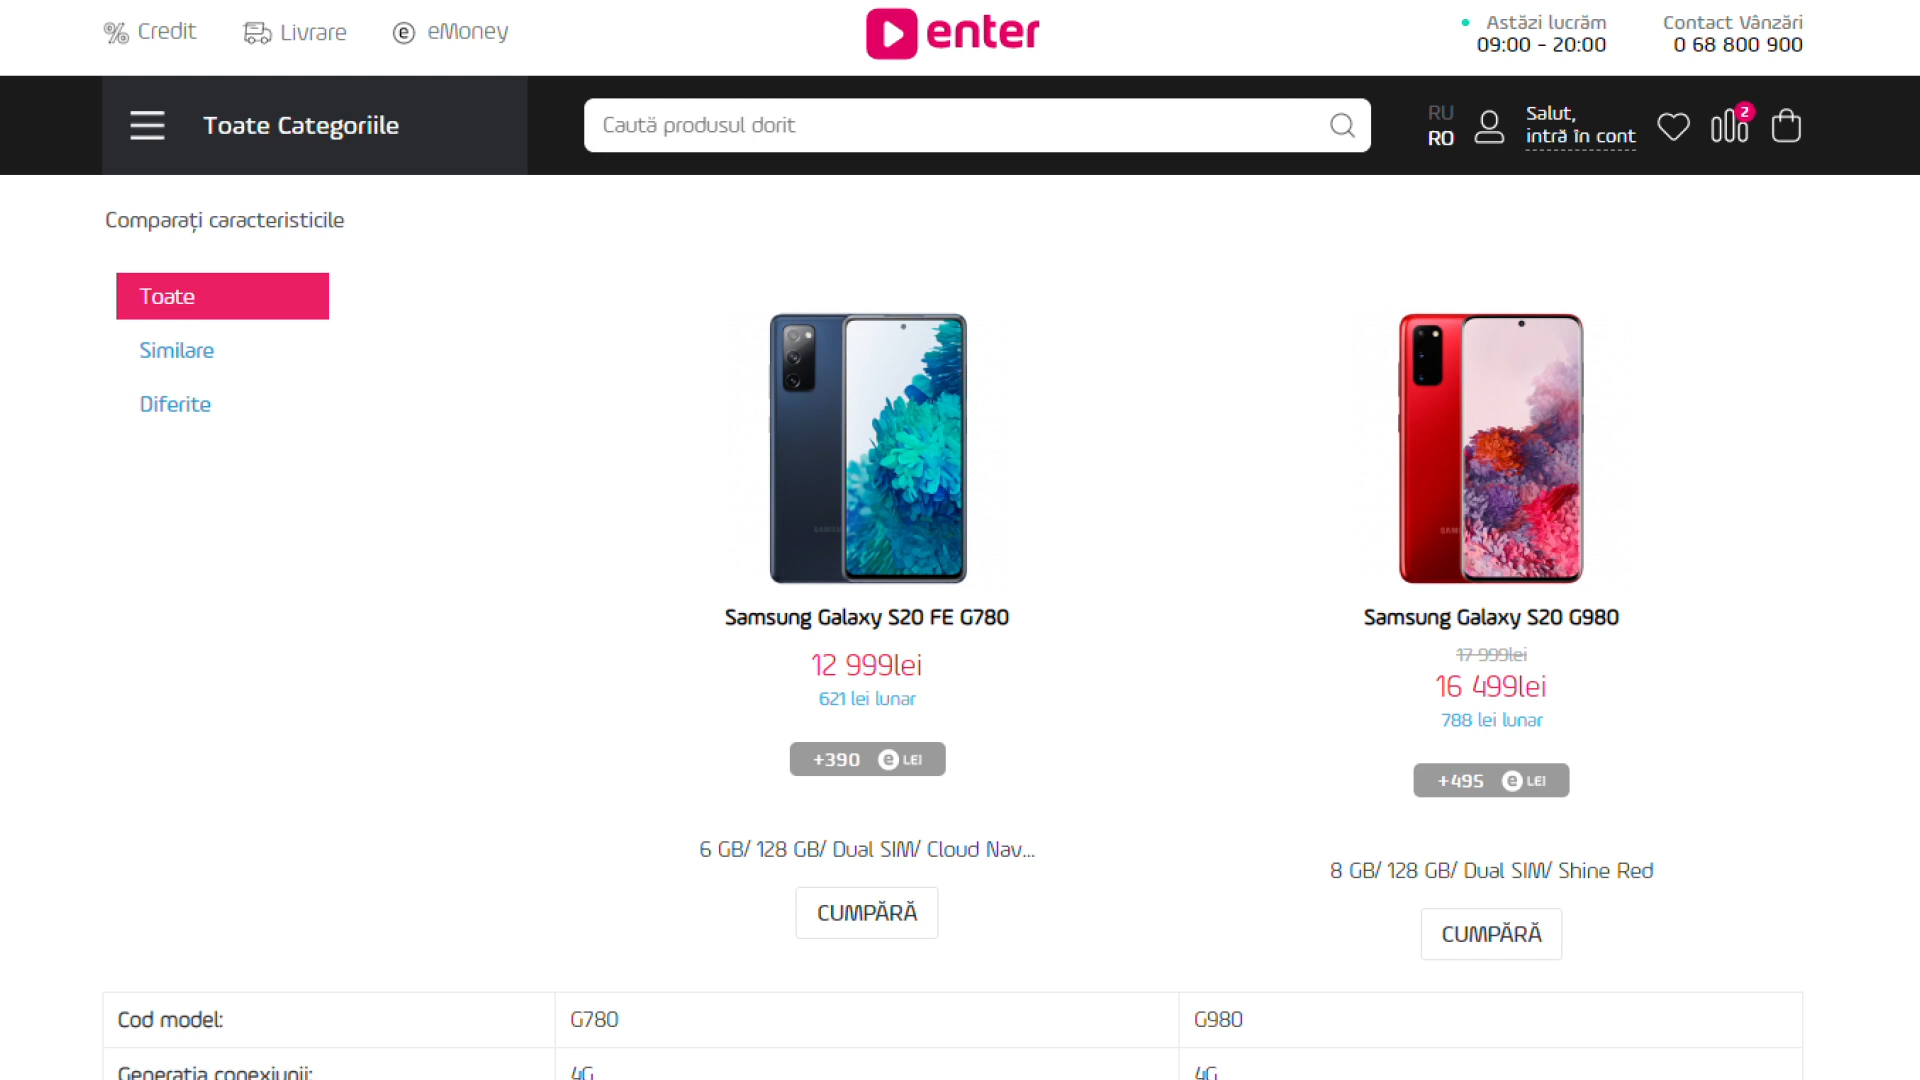 Credit
Livrare
eMoney
enter
Astăzi lucrăm
09:00 - 20:00
Contact Vânzări
0 68 800 900
Toate Categoriile
Caută produsul dorit
RU
RO
Salut,
intră în cont
2
Comparați caracteristicile
Toate
Similare
Diferite
Samsung Galaxy S20 FE G780
12 999lei
621 lei lunar
+390 e LEI
6 GB/ 128 GB/ Dual SIM/ Cloud Nav...
CUMPĂRĂ
Samsung Galaxy S20 G980
17 999lei
16 499lei
788 lei lunar
+495 e LEI
8 GB/ 128 GB/ Dual SIM/ Shine Red
CUMPĂRĂ
Cod model: G780 G980
Generația conexiunii: 4G 4G